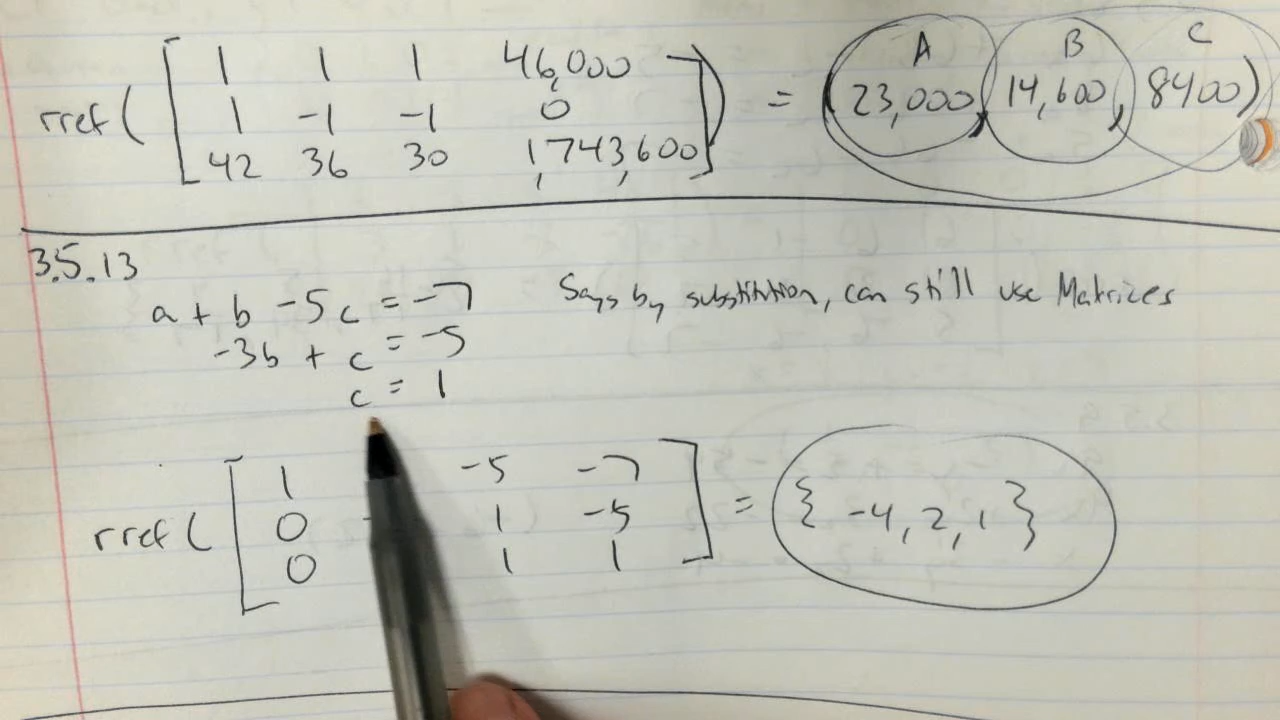 A B C
[ 1 1 1 46,000 ]
rref ( 1 -1 -1 0 ) = (23,000, 14,600, 8400)
42 36 30 1,743,600
3.5.13
a + b -5c = -7 Says by substitution, can still use Matrices
-3b + c = -5
c = 1
[ 1 -5 -7 ]
rref ( 0 1 -5 = { -4, 2, 1 }
0 1 1